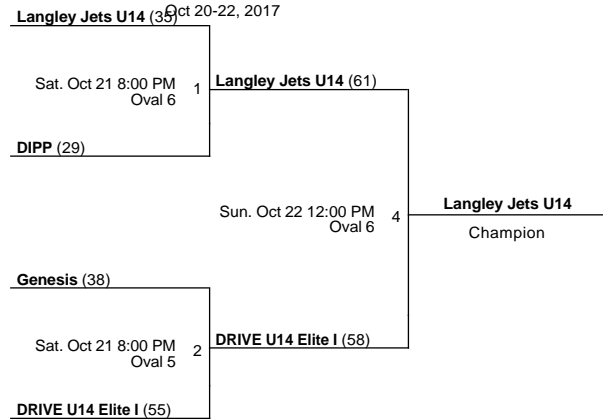 Oct 20-22, 2017
Langley Jets U14 (35)
Sat. Oct 21 8:00 PM
Oval 6
1
Langley Jets U14 (61)
DIPP (29)
Sun. Oct 22 12:00 PM
Oval 6
4
Langley Jets U14
Champion
Genesis (38)
Sat. Oct 21 8:00 PM
Oval 5
2
DRIVE U14 Elite I (58)
DRIVE U14 Elite I (55)